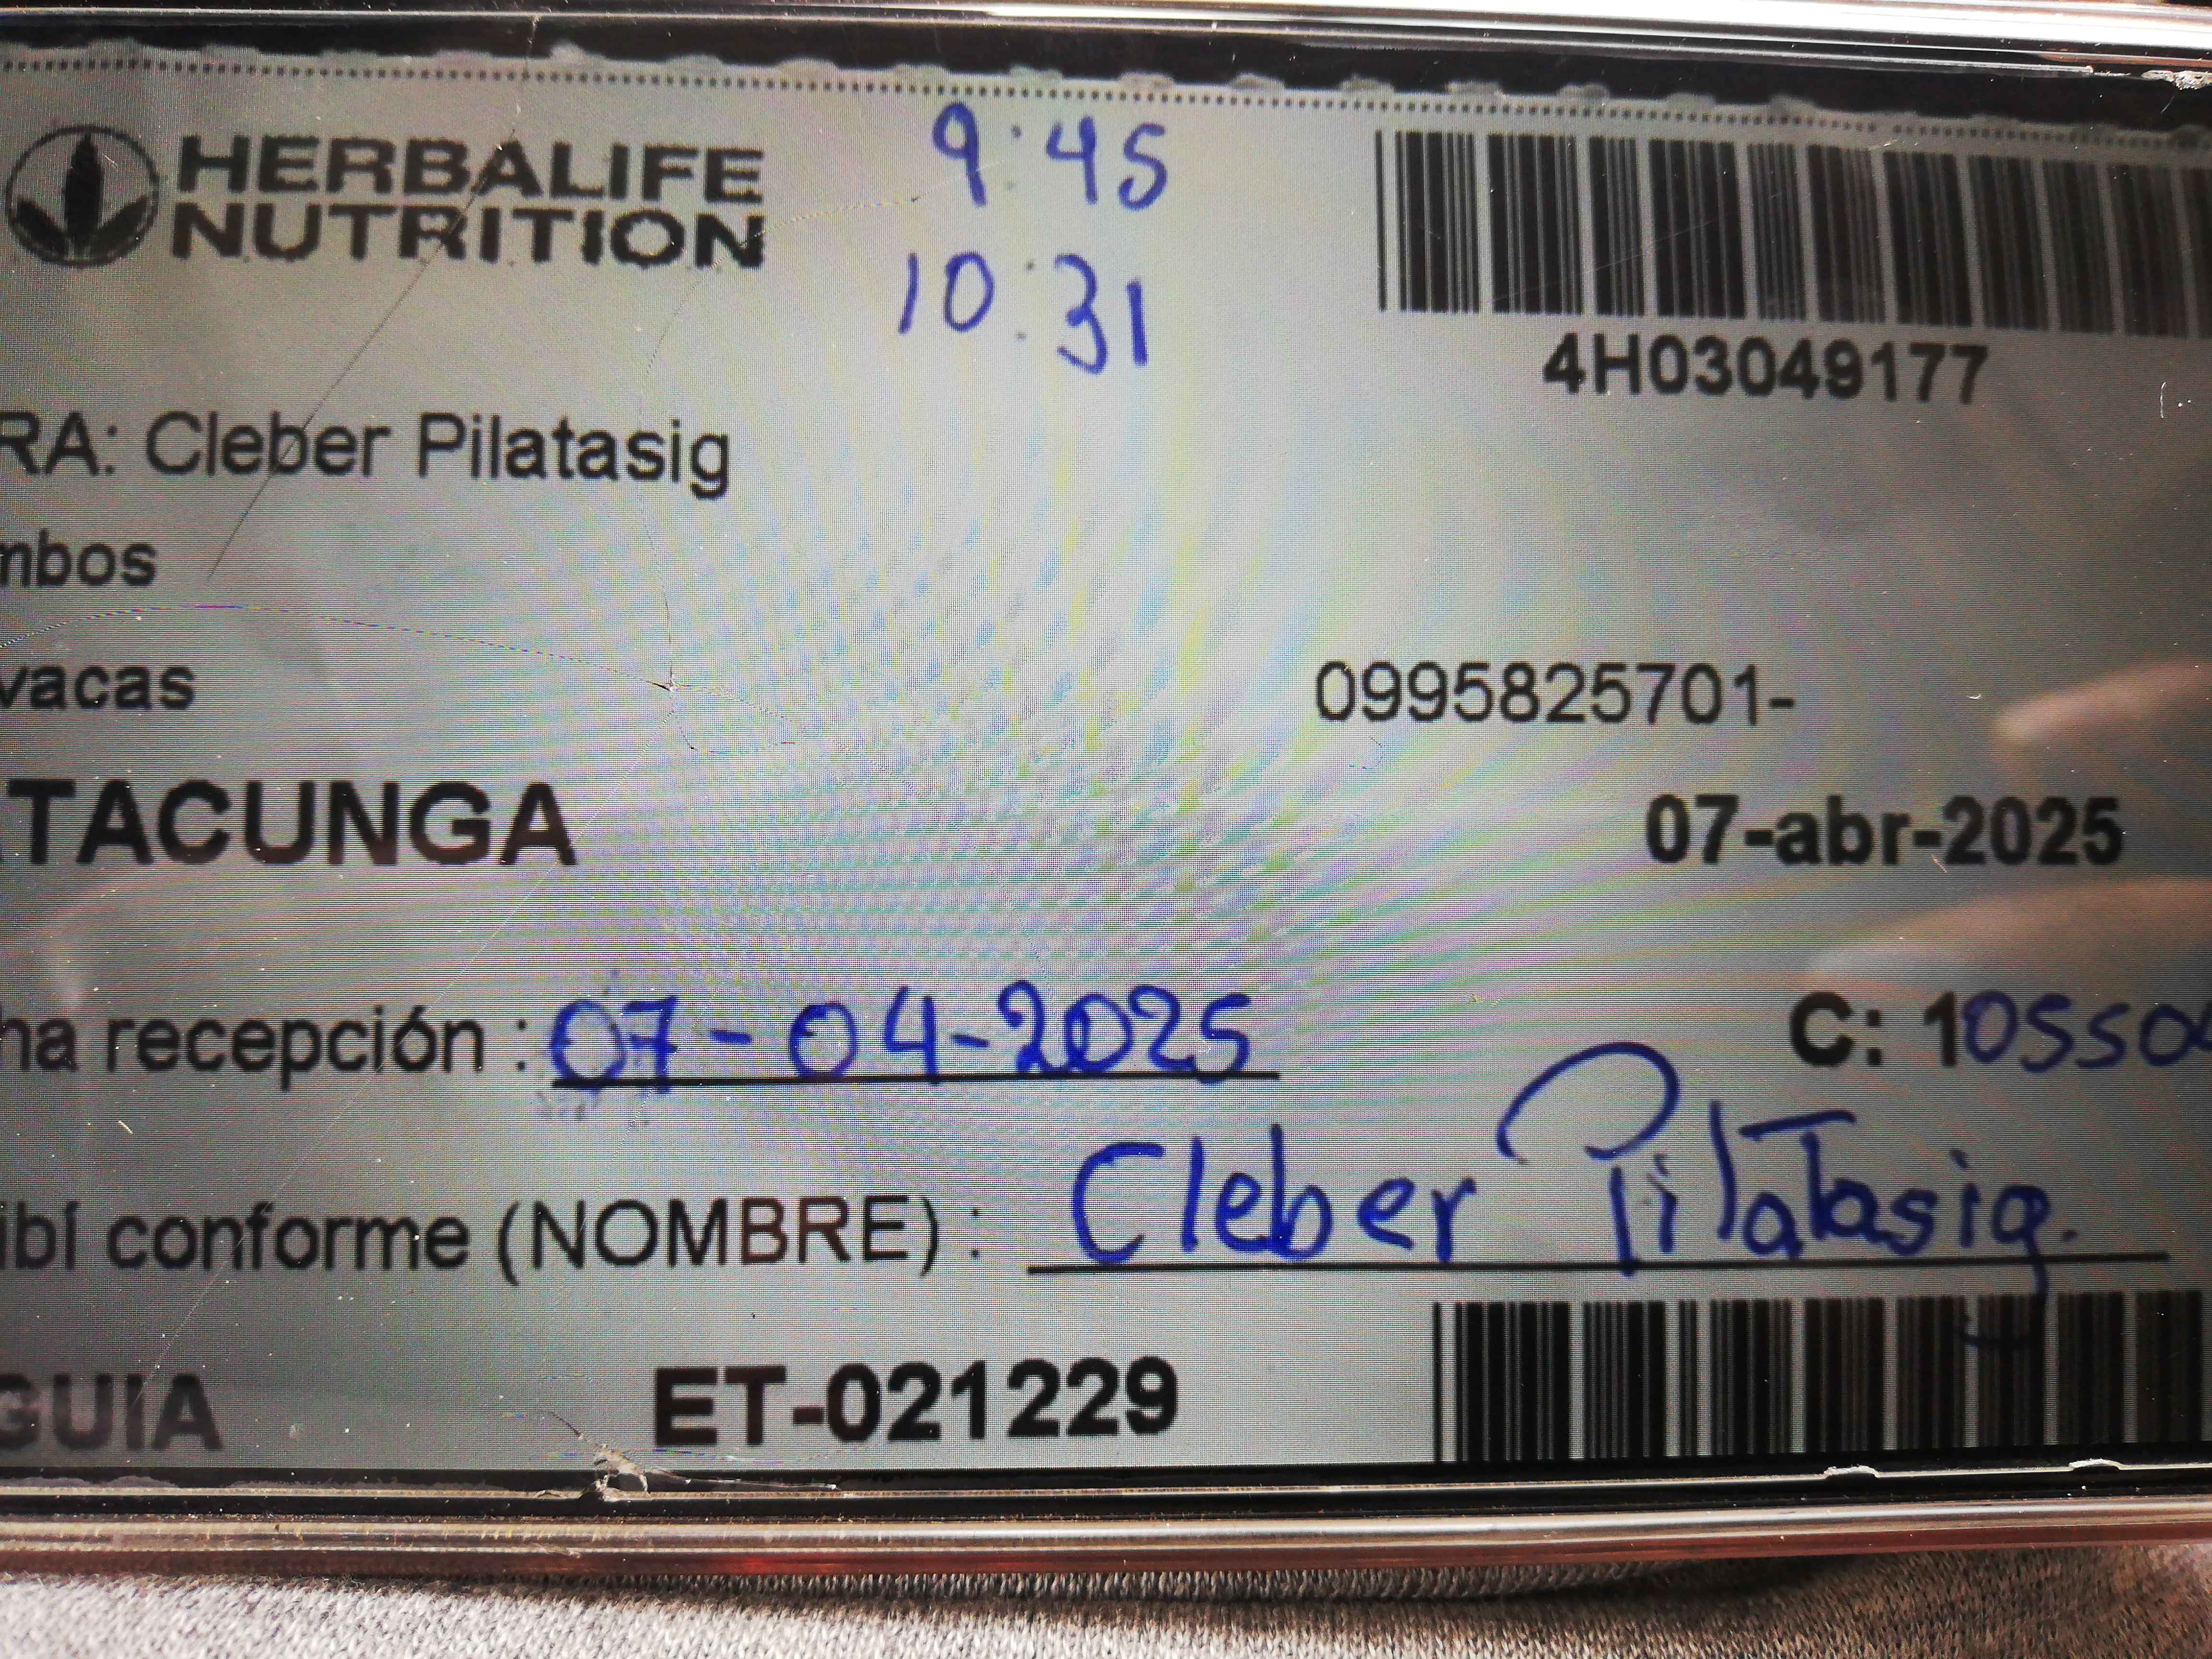 HERBALIFE
NUTRITION
9:45
10:31
4H03049177
RA: Cleber Pilatasig
mbos
vacas
0995825701-
TACUNGA
07-abr-2025
ha recepción : 07-04-2025
C: 10550
ibí conforme (NOMBRE) : Cleber Pilatasig.
GUIA
ET-021229